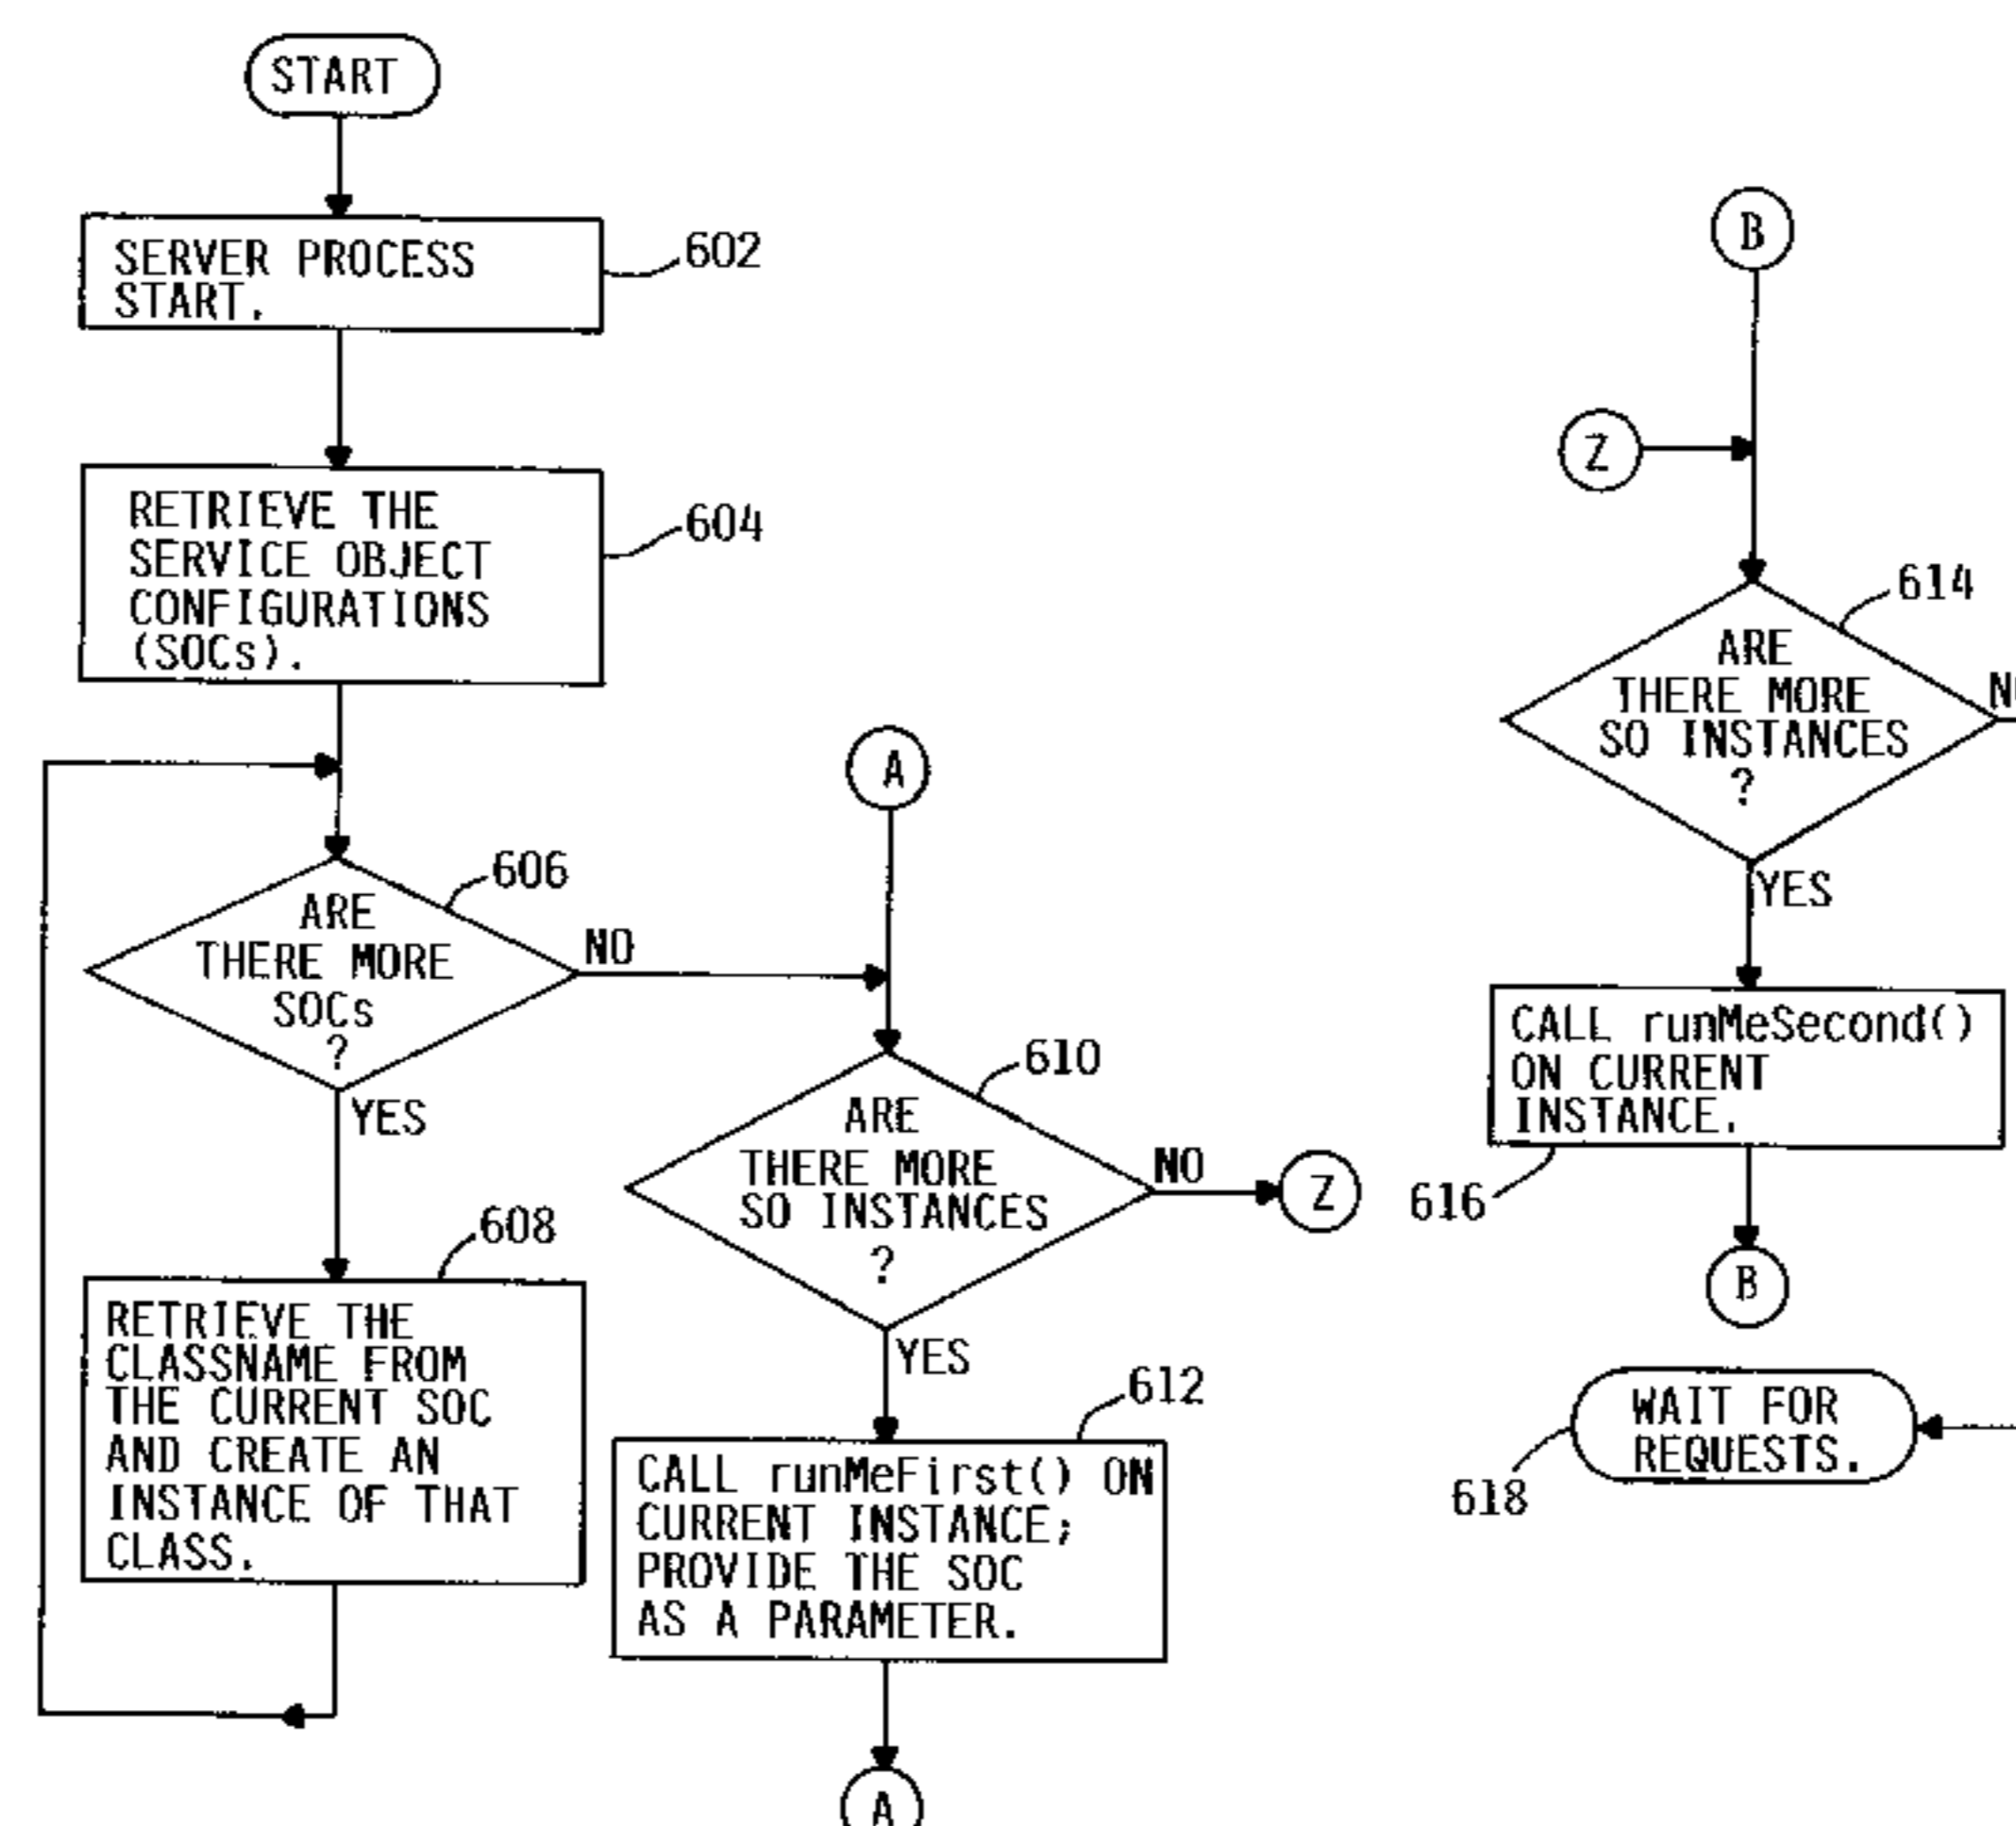 START
SERVER PROCESS
START.
602
RETRIEVE THE
SERVICE OBJECT
CONFIGURATIONS
(SOCs).
604
606
ARE
THERE MORE
SOCs
?
NO
YES
608
RETRIEVE THE
CLASSNAME FROM
THE CURRENT SOC
AND CREATE AN
INSTANCE OF THAT
CLASS.
A
610
ARE
THERE MORE
SO INSTANCES
?
NO
Z
YES
612
CALL runMeFirst() ON
CURRENT INSTANCE;
PROVIDE THE SOC
AS A PARAMETER.
A
B
Z
614
ARE
THERE MORE
SO INSTANCES
?
YES
CALL runMeSecond()
ON CURRENT
INSTANCE.
616
B
WAIT FOR
REQUESTS.
618